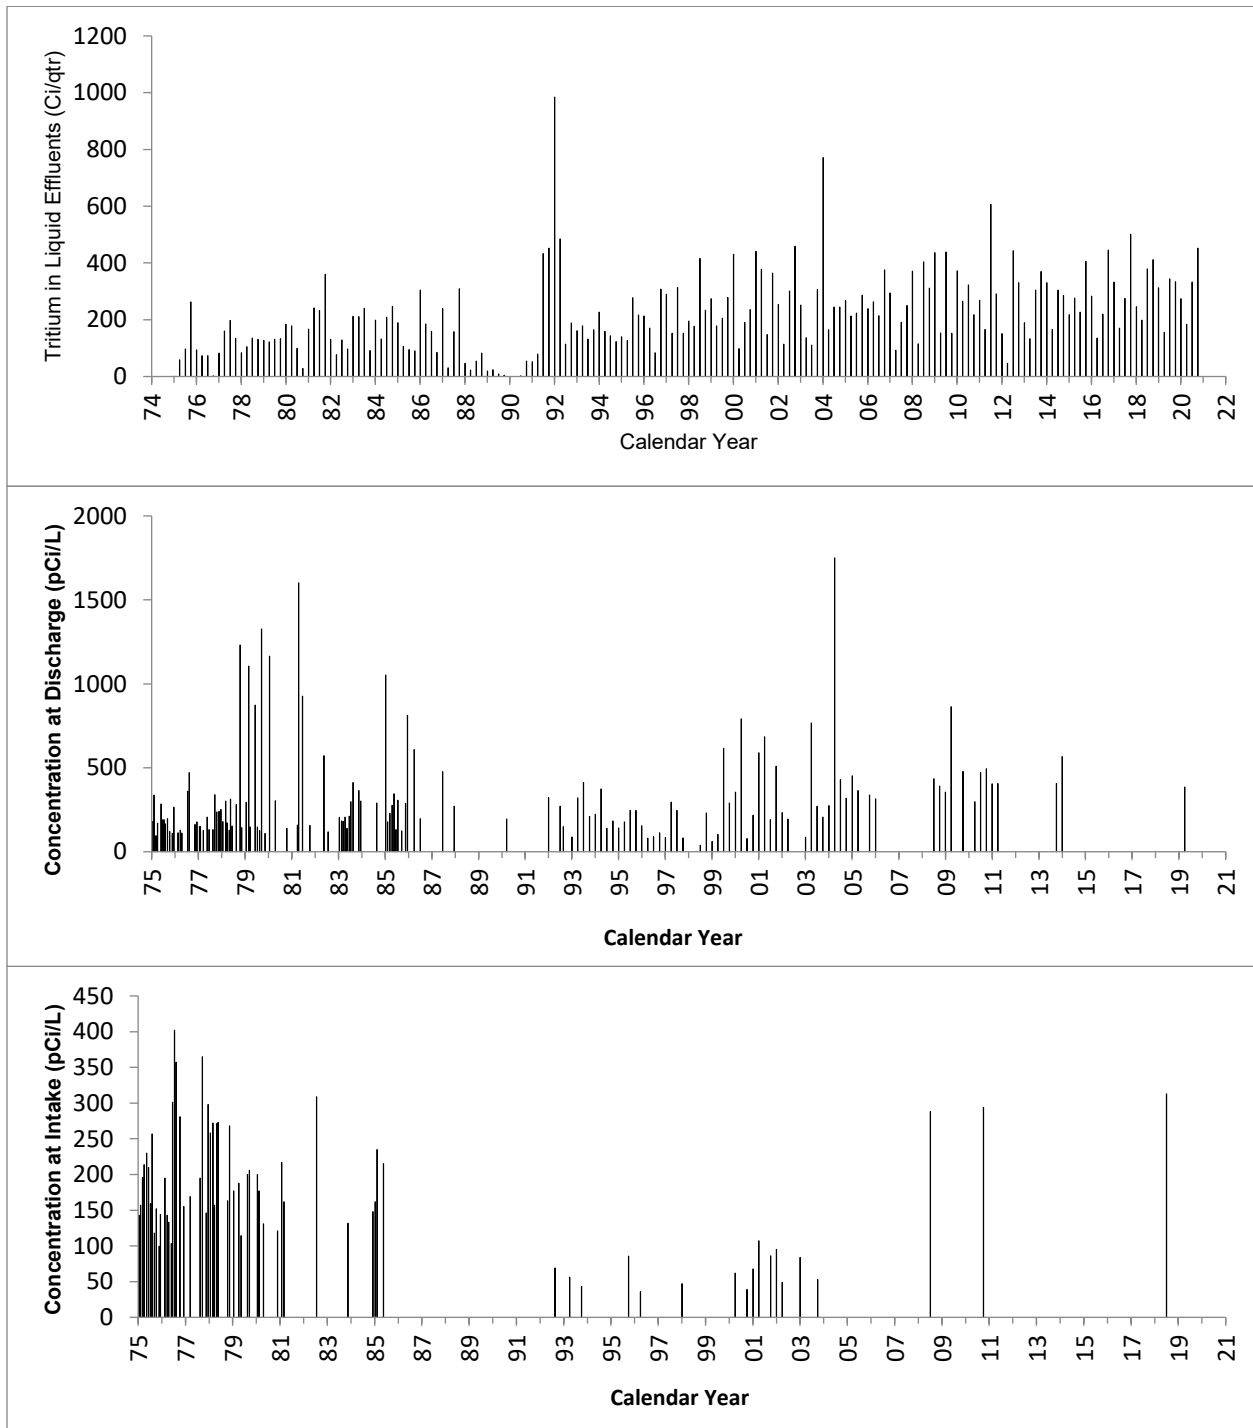 Tritium in Liquid Effluents (Ci/qtr)
1200
1000
800
600
400
200
0
74 76 78 80 82 84 86 88 90 92 94 96 98 00 02 04 06 08 10 12 14 16 18 20 22
Calendar Year
Concentration at Discharge (pCi/L)
2000
1500
1000
500
0
75 77 79 81 83 85 87 89 91 93 95 97 99 01 03 05 07 09 11 13 15 17 19 21
Calendar Year
Concentration at Intake (pCi/L)
450
400
350
300
250
200
150
100
50
0
75 77 79 81 83 85 87 89 91 93 95 97 99 01 03 05 07 09 11 13 15 17 19 21
Calendar Year